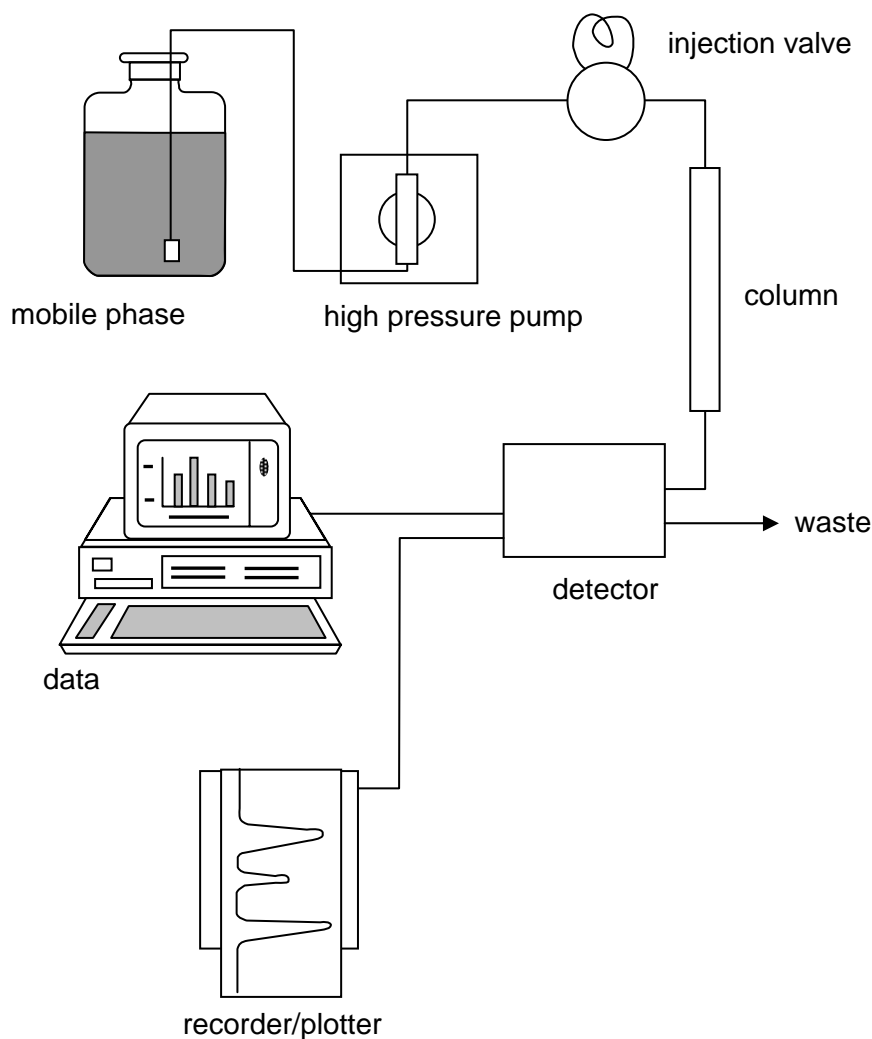 injection valve
mobile phase
high pressure pump
column
waste
detector
data
recorder/plotter